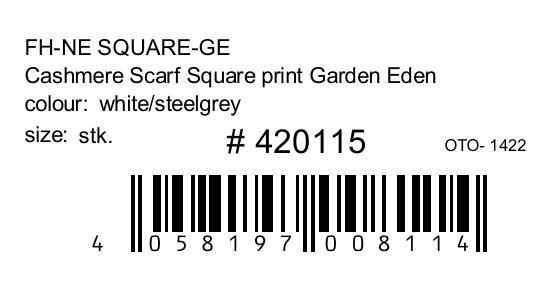 FH-NE SQUARE-GE
Cashmere Scarf Square print Garden Eden
colour: white/steelgrey
size: stk.
# 420115
OTO- 1422
4 058197 008114